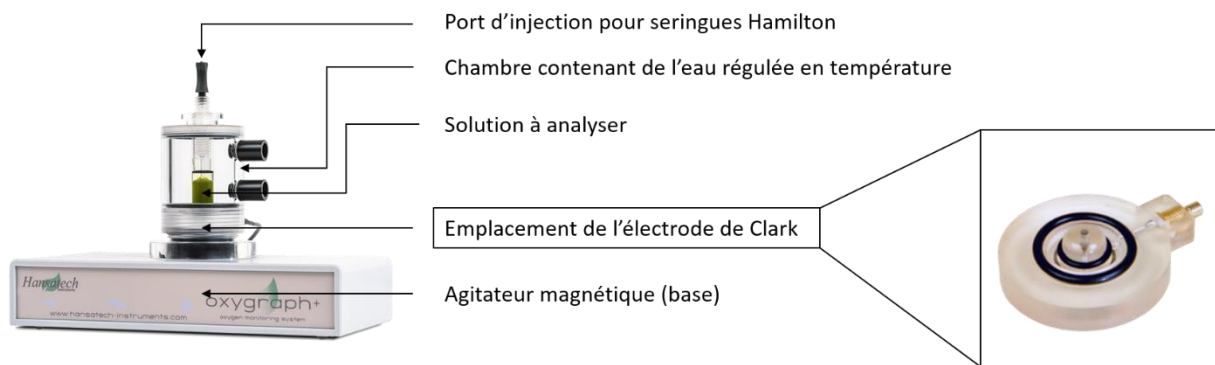 Port d’injection pour seringues Hamilton
Chambre contenant de l’eau régulée en température
Solution à analyser
Emplacement de l’électrode de Clark
Agitateur magnétique (base)
Hansatech
oxygraph+
oxygen monitoring system
www.hansatech-instruments.com